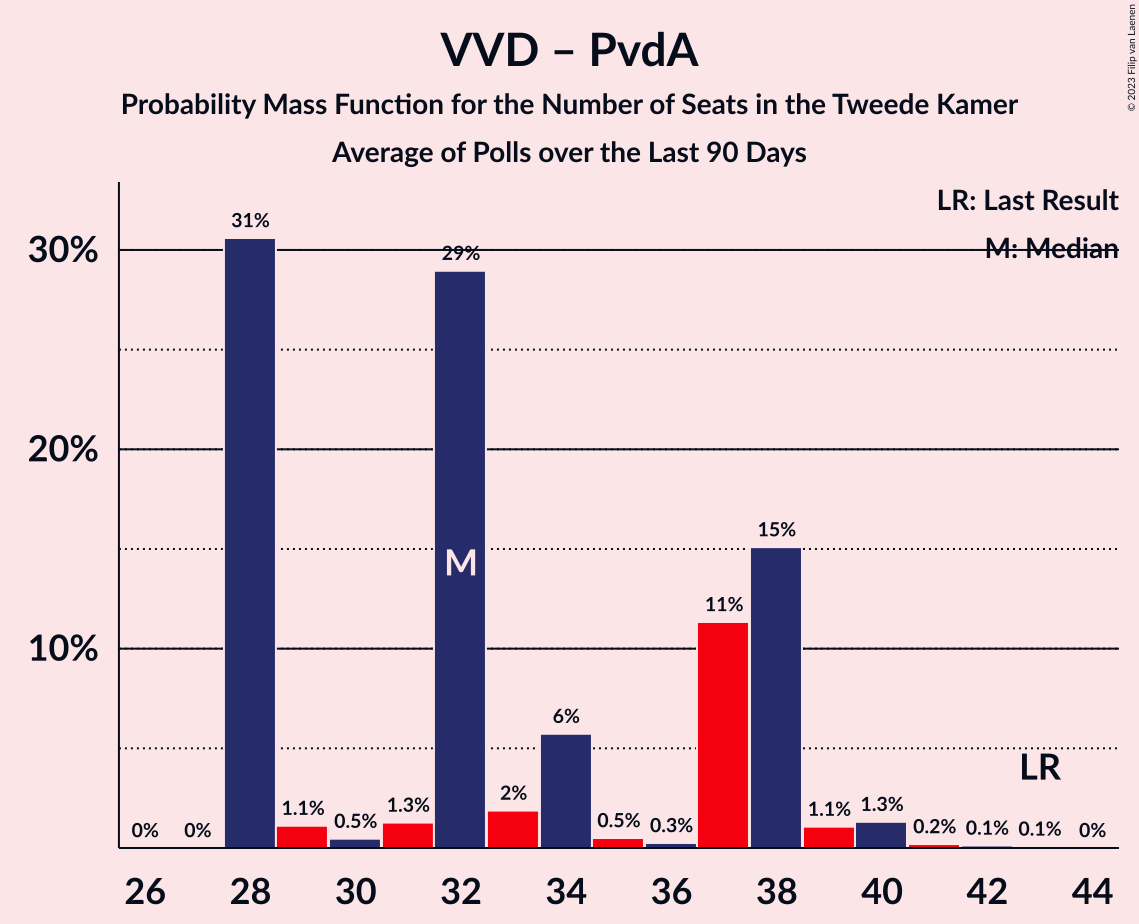 VVD – PvdA
Probability Mass Function for the Number of Seats in the Tweede Kamer
Average of Polls over the Last 90 Days
© 2023 Filip van Laenen
LR: Last Result
M: Median
30%
20%
10%
0%
0%
31%
1.1%
0.5%
1.3%
29%
M
2%
6%
0.5%
0.3%
11%
15%
1.1%
1.3%
0.2%
0.1%
0.1%
LR
0%
26 28 30 32 34 36 38 40 42 44